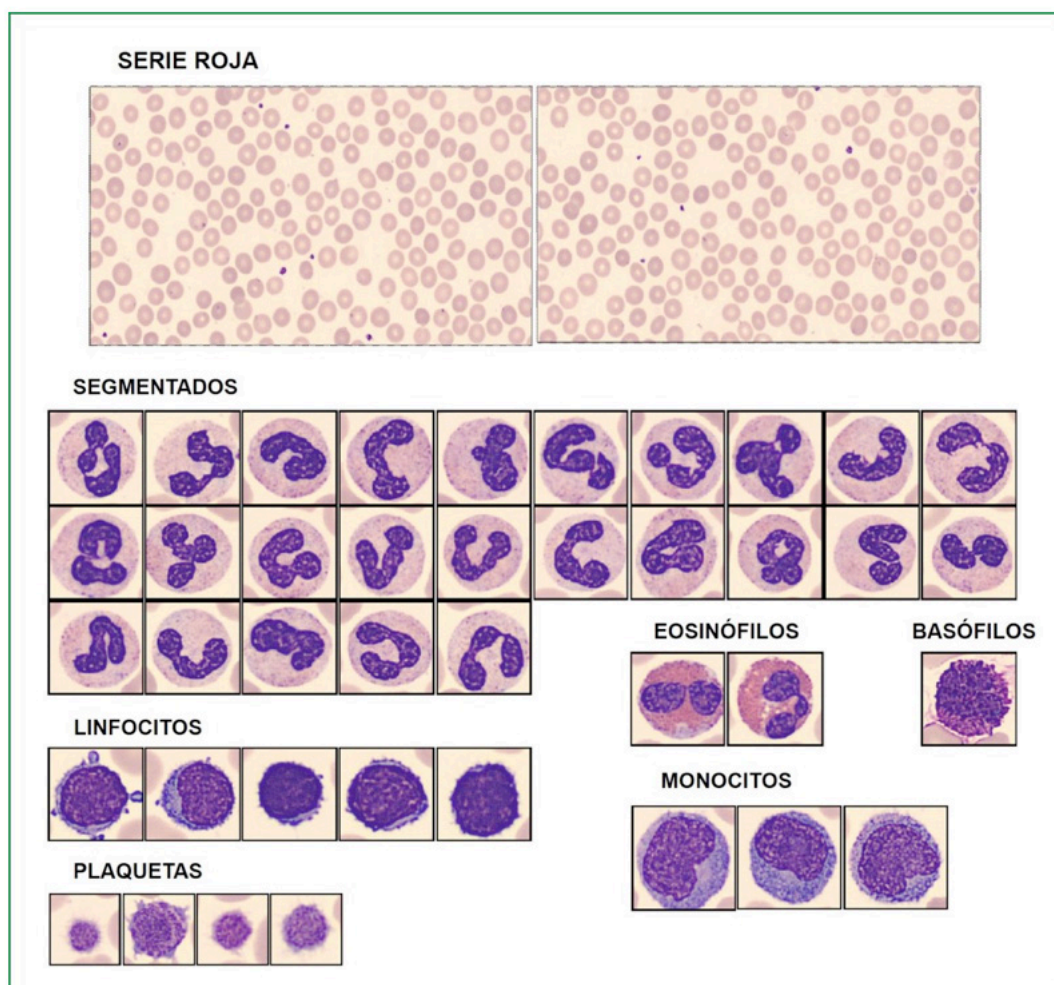 SERIE ROJA
SEGMENTADOS
EOSINÓFILOS
BASÓFILOS
LINFOCITOS
MONOCITOS
PLAQUETAS